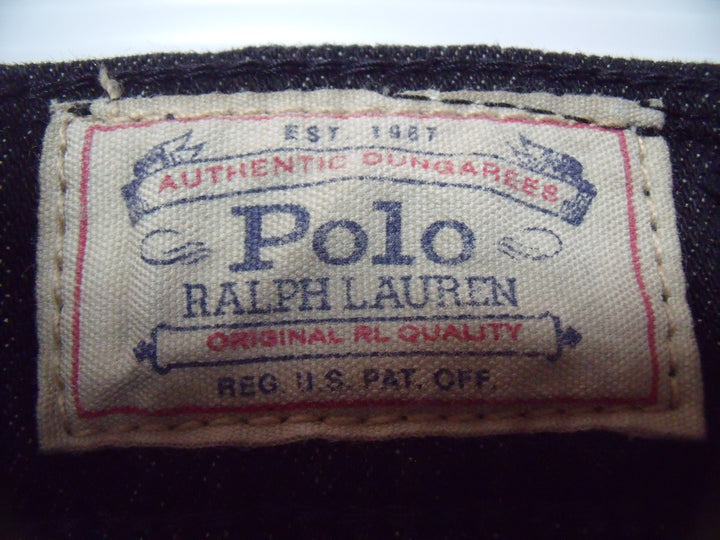 EST 1967
AUTHENTIC DUNGAREES
Polo
RALPH LAUREN
ORIGINAL RL QUALITY
REG. U.S. PAT. OFF.